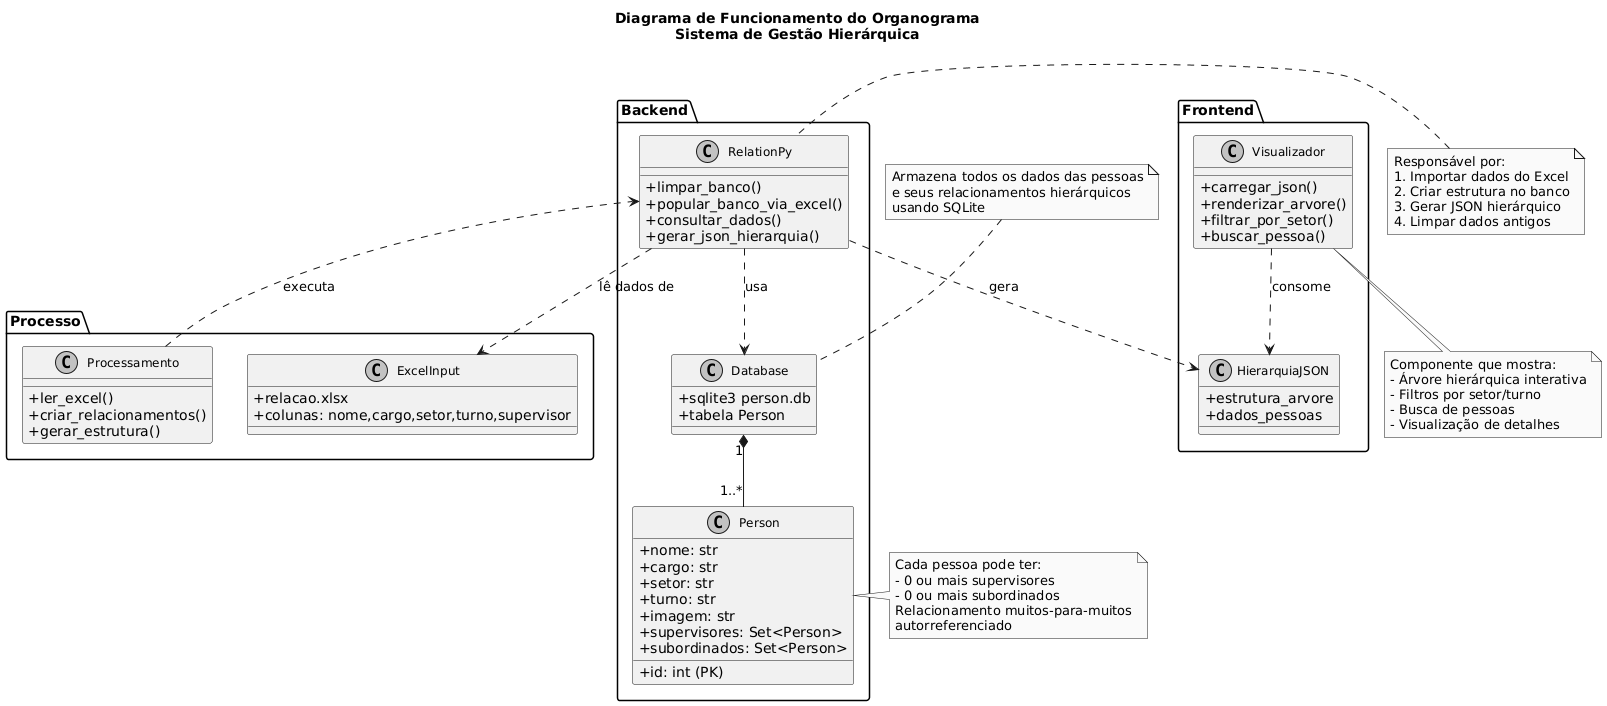 Diagrama de Funcionamento do Organograma
Sistema de Gestão Hierárquica
Backend
C RelationPy
+limpar_banco()
+popular_banco_via_excel()
+consultar_dados()
+gerar_json_hierarquia()
Frontend
C Visualizador
+carregar_json()
+renderizar_arvore()
+filtrar_por_setor()
+buscar_pessoa()
Responsável por:
1. Importar dados do Excel
2. Criar estrutura no banco
3. Gerar JSON hierárquico
4. Limpar dados antigos
Armazena todos os dados das pessoas
e seus relacionamentos hierárquicos
usando SQLite
executa
lê dados de
usa
gera
consome
Processo
C Processamento
+ler_excel()
+criar_relacionamentos()
+gerar_estrutura()
C ExcelInput
+relacao.xlsx
+colunas: nome,cargo,setor,turno,supervisor
C Database
+sqlite3 person.db
+tabela Person
C HierarquiaJSON
+estrutura_arvore
+dados_pessoas
Componente que mostra:
- Árvore hierárquica interativa
- Filtros por setor/turno
- Busca de pessoas
- Visualização de detalhes
1
1..*
C Person
+nome: str
+cargo: str
+setor: str
+turno: str
+imagem: str
+supervisores: Set<Person>
+subordinados: Set<Person>
+id: int (PK)
Cada pessoa pode ter:
- 0 ou mais supervisores
- 0 ou mais subordinados
Relacionamento muitos-para-muitos
autorreferenciado